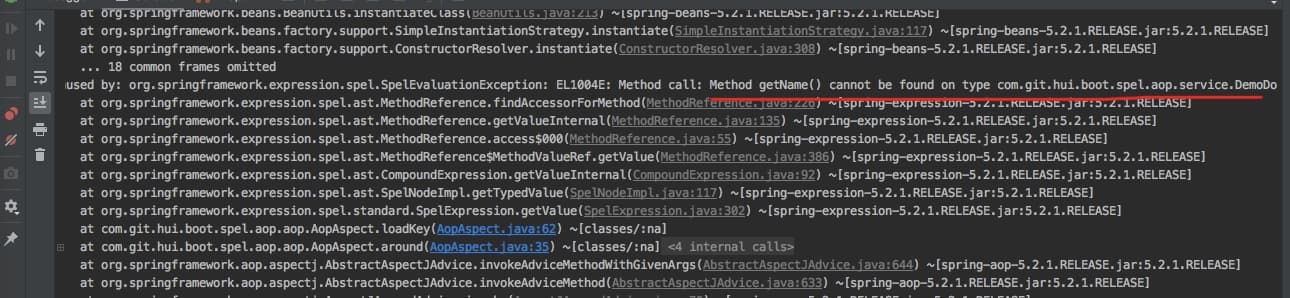 at org.springframework.beans.BeanUtils.instantiateClass(BeanUtils.java:213) ~[spring-beans-5.2.1.RELEASE.jar:5.2.1.RELEASE]
at org.springframework.beans.factory.support.SimpleInstantiationStrategy.instantiate(SimpleInstantiationStrategy.java:117) ~[spring-beans-5.2.1.RELEASE.jar:5.2.1.RELEASE]
at org.springframework.beans.factory.support.ConstructorResolver.instantiate(ConstructorResolver.java:308) ~[spring-beans-5.2.1.RELEASE.jar:5.2.1.RELEASE]
... 18 common frames omitted
used by: org.springframework.expression.spel.SpelEvaluationException: EL1004E: Method call: Method getName() cannot be found on type com.git.hui.boot.spel.aop.service.DemoDo
at org.springframework.expression.spel.ast.MethodReference.findAccessorForMethod(MethodReference.java:226) ~[spring-expression-5.2.1.RELEASE.jar:5.2.1.RELEASE]
at org.springframework.expression.spel.ast.MethodReference.getValueInternal(MethodReference.java:135) ~[spring-expression-5.2.1.RELEASE.jar:5.2.1.RELEASE]
at org.springframework.expression.spel.ast.MethodReference.access$000(MethodReference.java:55) ~[spring-expression-5.2.1.RELEASE.jar:5.2.1.RELEASE]
at org.springframework.expression.spel.ast.MethodReference$MethodValueRef.getValue(MethodReference.java:386) ~[spring-expression-5.2.1.RELEASE.jar:5.2.1.RELEASE]
at org.springframework.expression.spel.ast.CompoundExpression.getValueInternal(CompoundExpression.java:92) ~[spring-expression-5.2.1.RELEASE.jar:5.2.1.RELEASE]
at org.springframework.expression.spel.ast.SpelNodeImpl.getTypedValue(SpelNodeImpl.java:117) ~[spring-expression-5.2.1.RELEASE.jar:5.2.1.RELEASE]
at org.springframework.expression.spel.standard.SpelExpression.getValue(SpelExpression.java:302) ~[spring-expression-5.2.1.RELEASE.jar:5.2.1.RELEASE]
at com.git.hui.boot.spel.aop.aop.AopAspect.loadKey(AopAspect.java:62) ~[classes/:na]
at com.git.hui.boot.spel.aop.aop.AopAspect.around(AopAspect.java:35) ~[classes/:na] <4 internal calls>
at org.springframework.aop.aspectj.AbstractAspectJAdvice.invokeAdviceMethodWithGivenArgs(AbstractAspectJAdvice.java:644) ~[spring-aop-5.2.1.RELEASE.jar:5.2.1.RELEASE]
at org.springframework.aop.aspectj.AbstractAspectJAdvice.invokeAdviceMethod(AbstractAspectJAdvice.java:633) ~[spring-aop-5.2.1.RELEASE.jar:5.2.1.RELEASE]